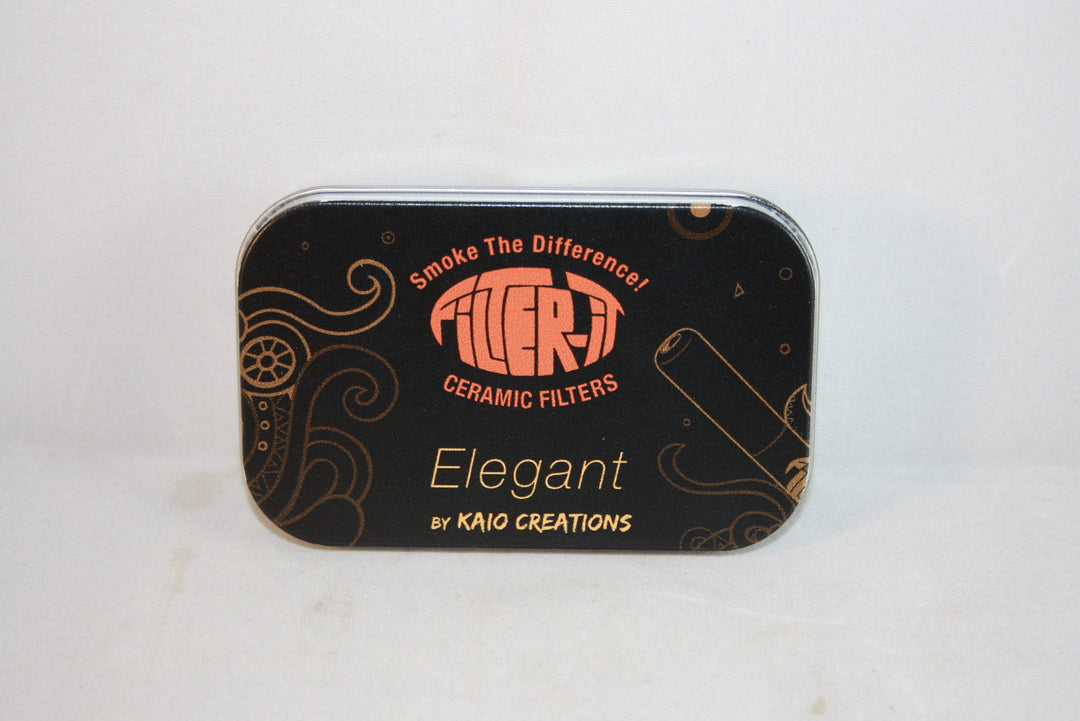 Smoke The Difference!
FILTER-IT
CERAMIC FILTERS
Elegant
BY KAIO CREATIONS